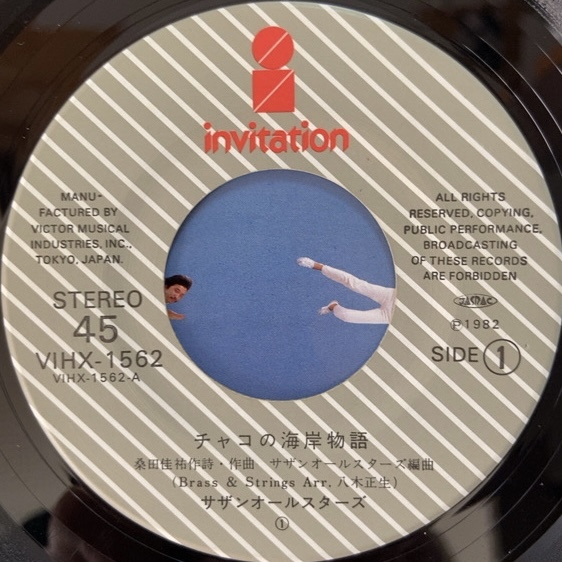 invitation
MANU-
FACTURED BY
VICTOR MUSICAL
INDUSTRIES, INC.,
TOKYO, JAPAN.
ALL RIGHTS
RESERVED, COPYING,
PUBLIC PERFORMANCE,
BROADCASTING
OF THESE RECORDS
ARE FORBIDDEN
JASRAC
STEREO
45
VIHX-1562
VIHX-1562-A
Ⓟ1982
SIDE ①
チャコの海岸物語
桑田佳祐作詩・作曲 サザンオールスターズ編曲
(Brass & Strings Arr. 八木正生)
サザンオールスターズ
①